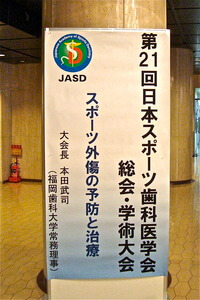 JASD
第21回日本スポーツ歯科医学会
総会・学術大会
スポーツ外傷の予防と治療
大会長 本田武司
(福岡歯科大学常務理事)